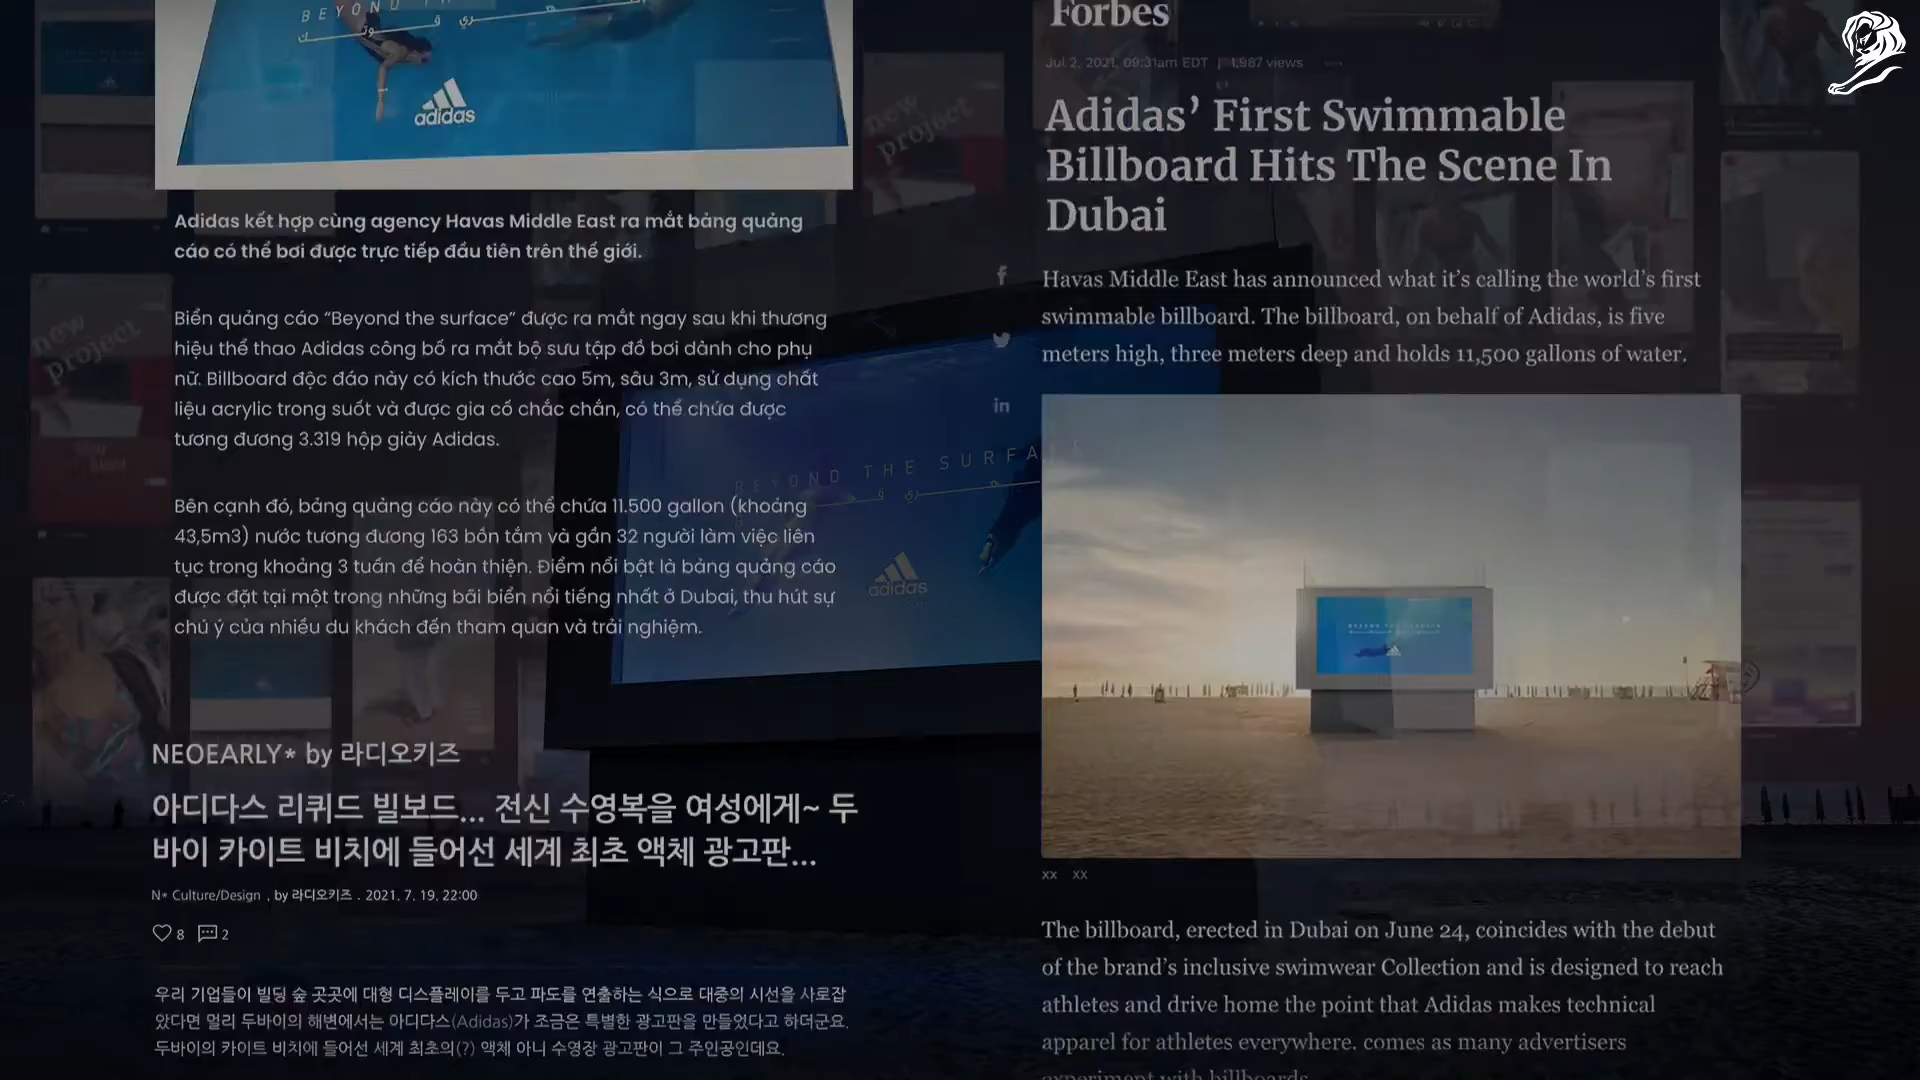 BEYOND
adidas
Adidas kết hợp cùng agency Havas Middle East ra mắt bảng quảng
cáo có thể bơi được trực tiếp đầu tiên trên thế giới.
Biển quảng cáo “Beyond the surface” được ra mắt ngay sau khi thương
hiệu thể thao Adidas công bố ra mắt bộ sưu tập đồ bơi dành cho phụ
nữ. Billboard độc đáo này có kích thước cao 5m, sâu 3m, sử dụng chất
liệu acrylic trong suốt và được gia cố chắc chắn, có thể chứa được
tương đương 3.319 hộp giày Adidas.
Bên cạnh đó, bảng quảng cáo này có thể chứa 11.500 gallon (khoảng
43,5m3) nước tương đương 163 bồn tắm và gần 32 người làm việc liên
tục trong khoảng 3 tuần để hoàn thiện. Điểm nổi bật là bảng quảng cáo
được đặt tại một trong những bãi biển nổi tiếng nhất ở Dubai, thu hút sự
chú ý của nhiều du khách đến tham quan và trải nghiệm.
NEOEARLY* by 라디오키즈
아디다스 리퀴드 빌보드... 전신 수영복을 여성에게~ 두
바이 카이트 비치에 들어선 세계 최초 액체 광고판...
N* Culture/Design . by 라디오키즈 . 2021. 7. 19. 22:00
8 2
우리 기업들이 빌딩 숲 곳곳에 대형 디스플레이를 두고 파도를 연출하는 식으로 대중의 시선을 사로잡
았다면 멀리 두바이의 해변에서는 아디다스(Adidas)가 조금은 특별한 광고판을 만들었다고 하더군요.
두바이의 카이트 비치에 들어선 세계 최초의(?) 액체 아니 수영장 광고판이 그 주인공인데요.
Forbes
Jul 2, 2021, 09:31am EDT | 1,987 views
Adidas’ First Swimmable
Billboard Hits The Scene In
Dubai
Havas Middle East has announced what it’s calling the world’s first
swimmable billboard. The billboard, on behalf of Adidas, is five
meters high, three meters deep and holds 11,500 gallons of water.
xx xx
The billboard, erected in Dubai on June 24, coincides with the debut
of the brand’s inclusive swimwear Collection and is designed to reach
athletes and drive home the point that Adidas makes technical
apparel for athletes everywhere. comes as many advertisers
experiment with billboards.
BEYOND THE SURFA
adidas
new
project
new
project